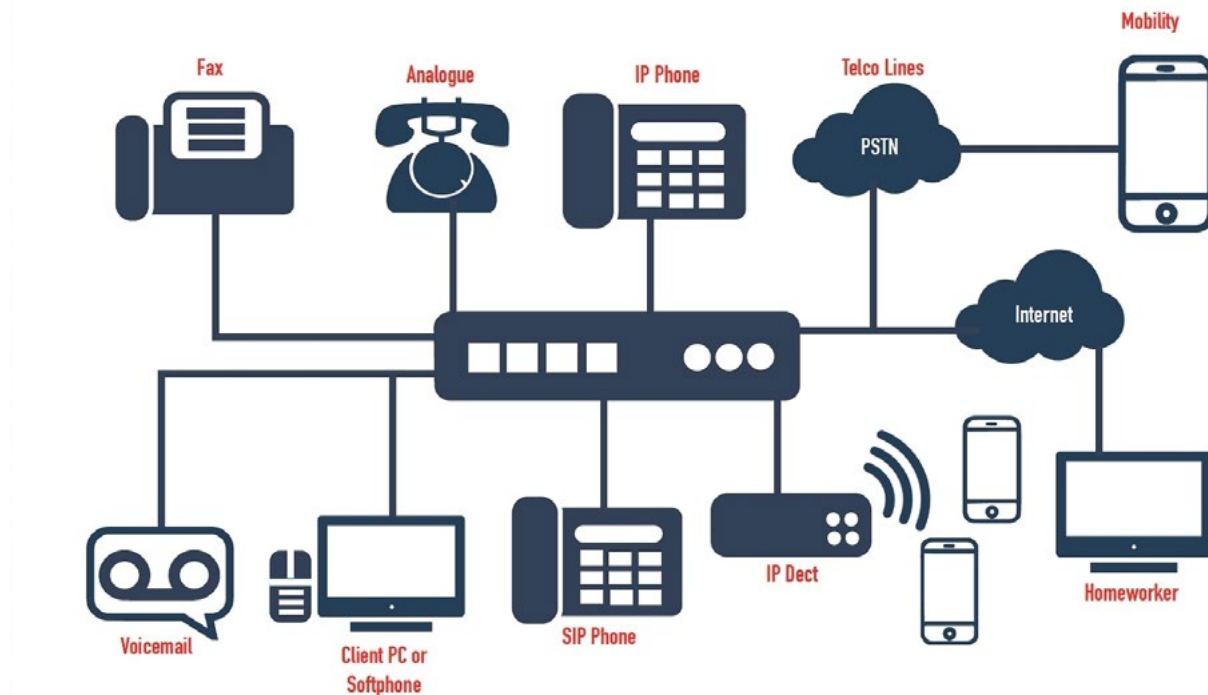 Mobility
Fax
Analogue
IP Phone
Telco Lines
PSTN
Internet
IP Dect
Homeworker
SIP Phone
Voicemail
Client PC or
Softphone